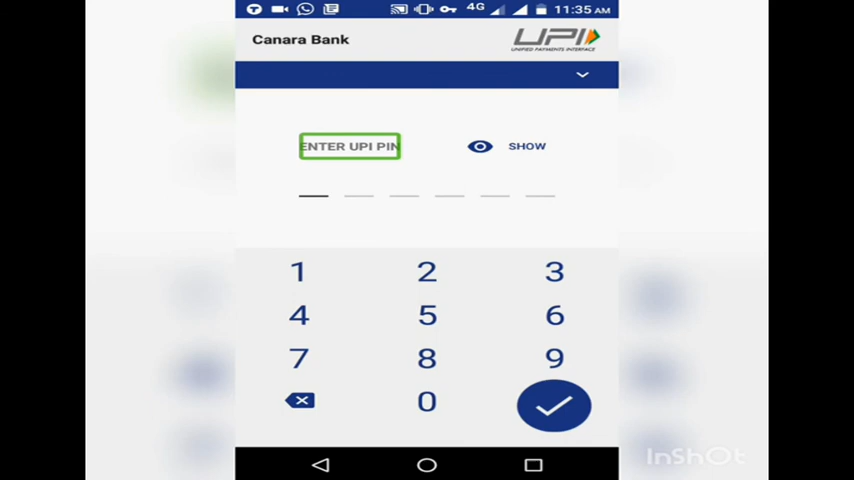 4G 11:35 AM
Canara Bank
UPI
UNIFIED PAYMENTS INTERFACE
ENTER UPI PIN
SHOW
1 2 3
4 5 6
7 8 9
0
InShOt